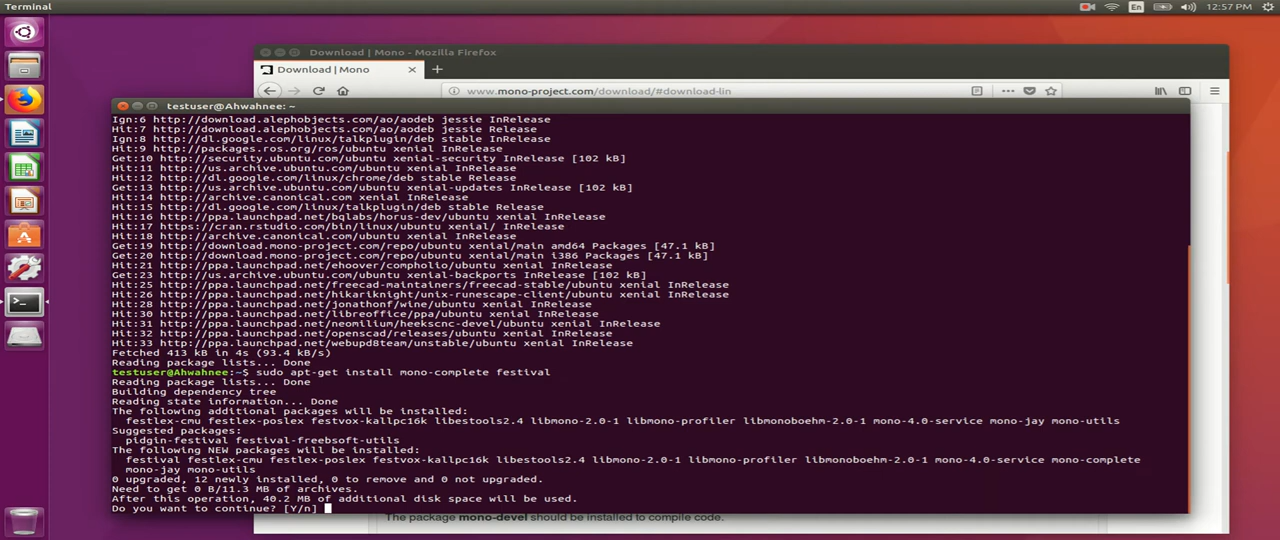 Terminal
En
12:57 PM
Download | Mono - Mozilla Firefox
Download | Mono
www.mono-project.com/download/#download-lin
testuser@Ahwahnee: ~
Ign:6 http://download.alephobjects.com/ao/aodeb jessie InRelease
Hit:7 http://download.alephobjects.com/ao/aodeb jessie Release
Ign:8 http://dl.google.com/linux/talkplugin/deb stable InRelease
Hit:9 http://packages.ros.org/ros/ubuntu xenial InRelease
Get:10 http://security.ubuntu.com/ubuntu xenial-security InRelease [102 kB]
Hit:11 http://us.archive.ubuntu.com/ubuntu xenial InRelease
Hit:12 http://dl.google.com/linux/chrome/deb stable Release
Get:13 http://us.archive.ubuntu.com/ubuntu xenial-updates InRelease [102 kB]
Hit:14 http://archive.canonical.com xenial InRelease
Hit:15 http://dl.google.com/linux/talkplugin/deb stable Release
Hit:16 http://ppa.launchpad.net/bqlabs/horus-dev/ubuntu xenial InRelease
Hit:17 https://cran.rstudio.com/bin/linux/ubuntu xenial/ InRelease
Hit:18 http://archive.canonical.com/ubuntu xenial InRelease
Get:19 http://download.mono-project.com/repo/ubuntu xenial/main amd64 Packages [47.1 kB]
Get:20 http://download.mono-project.com/repo/ubuntu xenial/main i386 Packages [47.1 kB]
Hit:21 http://ppa.launchpad.net/ehoover/compholio/ubuntu xenial InRelease
Get:23 http://us.archive.ubuntu.com/ubuntu xenial-backports InRelease [102 kB]
Hit:25 http://ppa.launchpad.net/freecad-maintainers/freecad-stable/ubuntu xenial InRelease
Hit:26 http://ppa.launchpad.net/hikariknight/unix-runescape-client/ubuntu xenial InRelease
Hit:28 http://ppa.launchpad.net/jonathonf/wine/ubuntu xenial InRelease
Hit:30 http://ppa.launchpad.net/libreoffice/ppa/ubuntu xenial InRelease
Hit:31 http://ppa.launchpad.net/neomilium/heekscnc-devel/ubuntu xenial InRelease
Hit:32 http://ppa.launchpad.net/openscad/releases/ubuntu xenial InRelease
Hit:33 http://ppa.launchpad.net/webupd8team/unstable/ubuntu xenial InRelease
Fetched 413 kB in 4s (93.4 kB/s)
Reading package lists... Done
testuser@Ahwahnee:~$ sudo apt-get install mono-complete festival
Reading package lists... Done
Building dependency tree
Reading state information... Done
The following additional packages will be installed:
festlex-cmu festlex-poslex festvox-kallpc16k libestools2.4 libmono-2.0-1 libmono-profiler libmonoboehm-2.0-1 mono-4.0-service mono-jay mono-utils
Suggested packages:
pidgin-festival festival-freebsoft-utils
The following NEW packages will be installed:
festival festlex-cmu festlex-poslex festvox-kallpc16k libestools2.4 libmono-2.0-1 libmono-profiler libmonoboehm-2.0-1 mono-4.0-service mono-complete
mono-jay mono-utils
0 upgraded, 12 newly installed, 0 to remove and 0 not upgraded.
Need to get 0 B/11.3 MB of archives.
After this operation, 40.2 MB of additional disk space will be used.
Do you want to continue? [Y/n]
The package mono-devel should be installed to compile code.